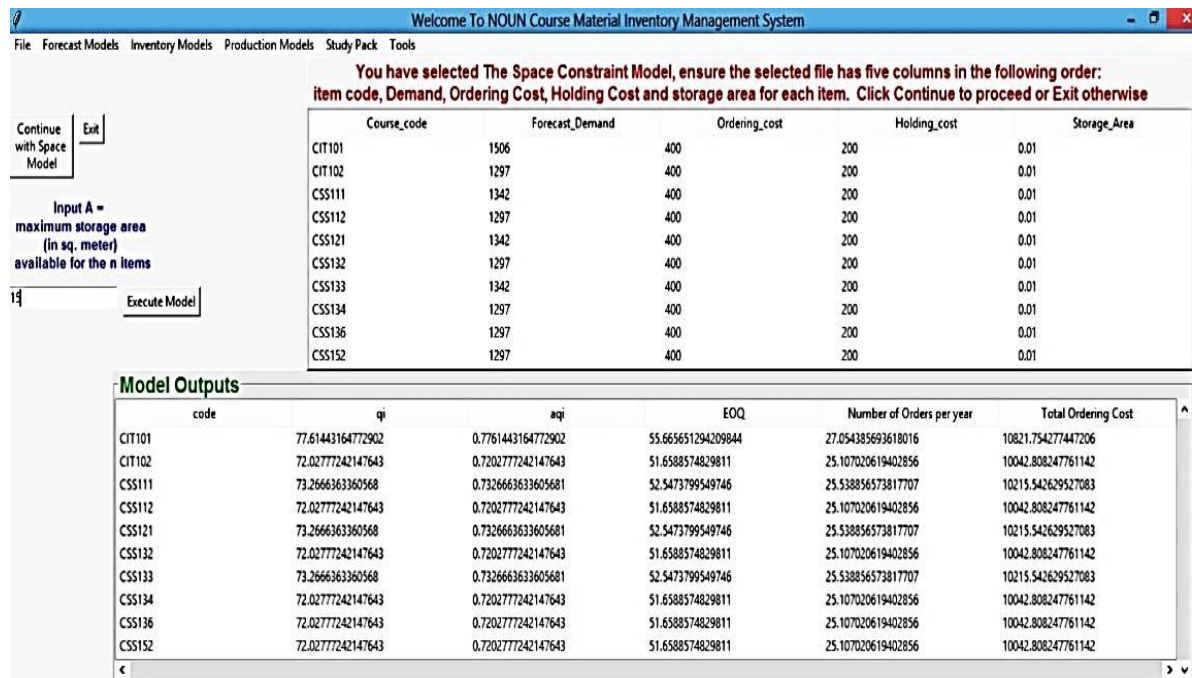 Welcome To NOUN Course Material Inventory Management System
File Forecast Models Inventory Models Production Models Study Pack Tools
You have selected The Space Constraint Model, ensure the selected file has five columns in the following order:
item code, Demand, Ordering Cost, Holding Cost and storage area for each item. Click Continue to proceed or Exit otherwise
Continue
with Space
Model
Exit
Input A =
maximum storage area
(in sq. meter)
available for the n items
15
Execute Model
Course_code Forecast_Demand Ordering_cost Holding_cost Storage_Area
CIT101 1506 400 200 0.01
CIT102 1297 400 200 0.01
CSS111 1342 400 200 0.01
CSS112 1297 400 200 0.01
CSS121 1342 400 200 0.01
CSS132 1297 400 200 0.01
CSS133 1342 400 200 0.01
CSS134 1297 400 200 0.01
CSS136 1297 400 200 0.01
CSS152 1297 400 200 0.01
Model Outputs
code qi aqi EOQ Number of Orders per year Total Ordering Cost
CIT101 77.61443164772902 0.7761443164772902 55.665651294209844 27.054385693618016 10821.754277447206
CIT102 72.02777242147643 0.7202777242147643 51.6588574829811 25.107020619402856 10042.808247761142
CSS111 73.2666363360568 0.7326663633605681 52.5473799549746 25.538856573817707 10215.542629527083
CSS112 72.02777242147643 0.7202777242147643 51.6588574829811 25.107020619402856 10042.808247761142
CSS121 73.2666363360568 0.7326663633605681 52.5473799549746 25.538856573817707 10215.542629527083
CSS132 72.02777242147643 0.7202777242147643 51.6588574829811 25.107020619402856 10042.808247761142
CSS133 73.2666363360568 0.7326663633605681 52.5473799549746 25.538856573817707 10215.542629527083
CSS134 72.02777242147643 0.7202777242147643 51.6588574829811 25.107020619402856 10042.808247761142
CSS136 72.02777242147643 0.7202777242147643 51.6588574829811 25.107020619402856 10042.808247761142
CSS152 72.02777242147643 0.7202777242147643 51.6588574829811 25.107020619402856 10042.808247761142